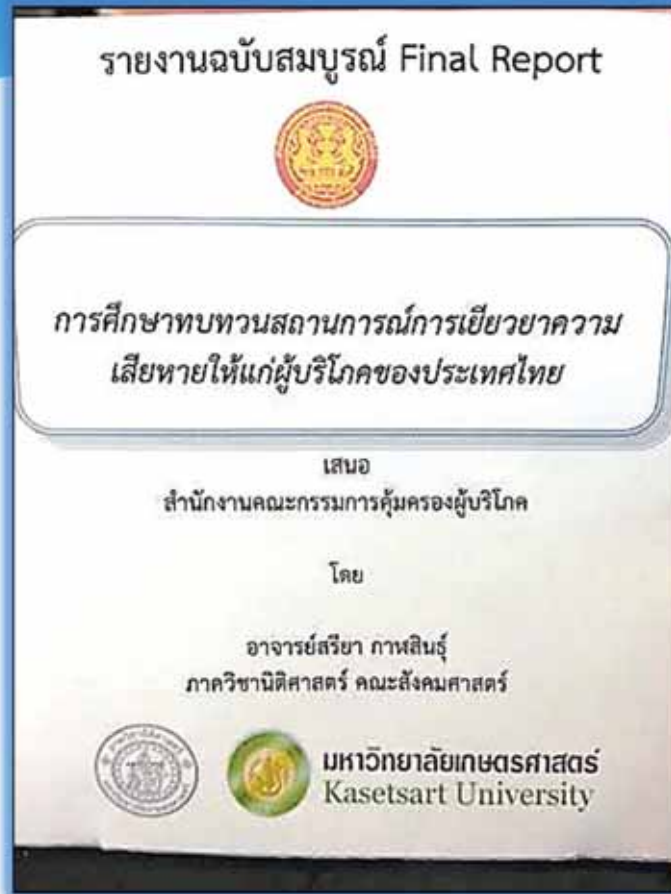 รายงานฉบับสมบูรณ์ Final Report
การศึกษาทบทวนสถานการณ์การเยียวยาความ
เสียหายให้แก่ผู้บริโภคของประเทศไทย
เสนอ
สำนักงานคณะกรรมการคุ้มครองผู้บริโภค
โดย
อาจารย์สรียา กาฬสินธุ์
ภาควิชานิติศาสตร์ คณะสังคมศาสตร์
มหาวิทยาลัยเกษตรศาสตร์
Kasetsart University